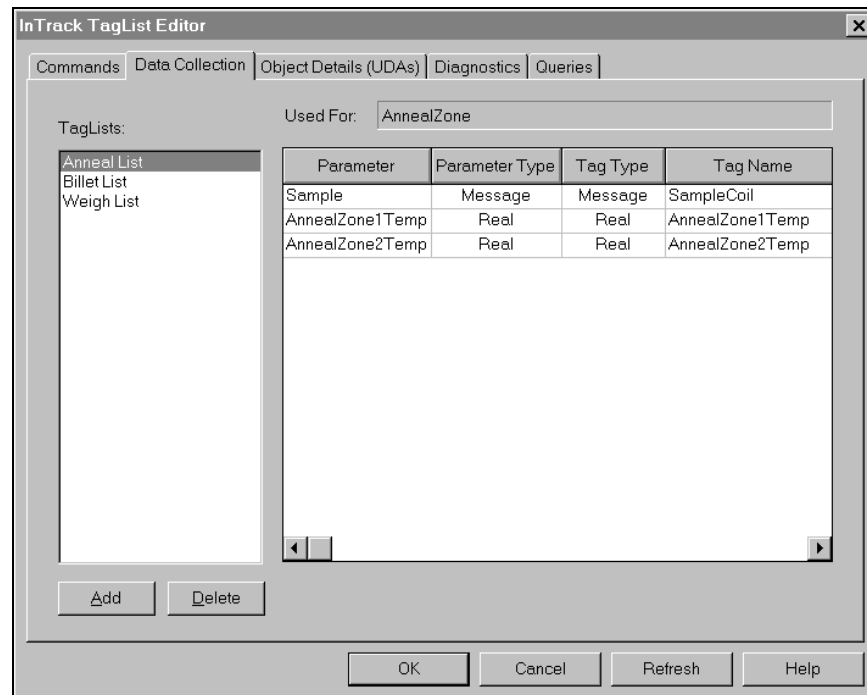 InTrack TagList Editor
Commands Data Collection Object Details (UDAs) Diagnostics Queries
Used For: AnnealZone
TagLists:
Anneal List
Billet List
Weigh List
Parameter Parameter Type Tag Type Tag Name
Sample Message Message SampleCoil
AnnealZone1Temp Real Real AnnealZone1Temp
AnnealZone2Temp Real Real AnnealZone2Temp
Add Delete
OK Cancel Refresh Help